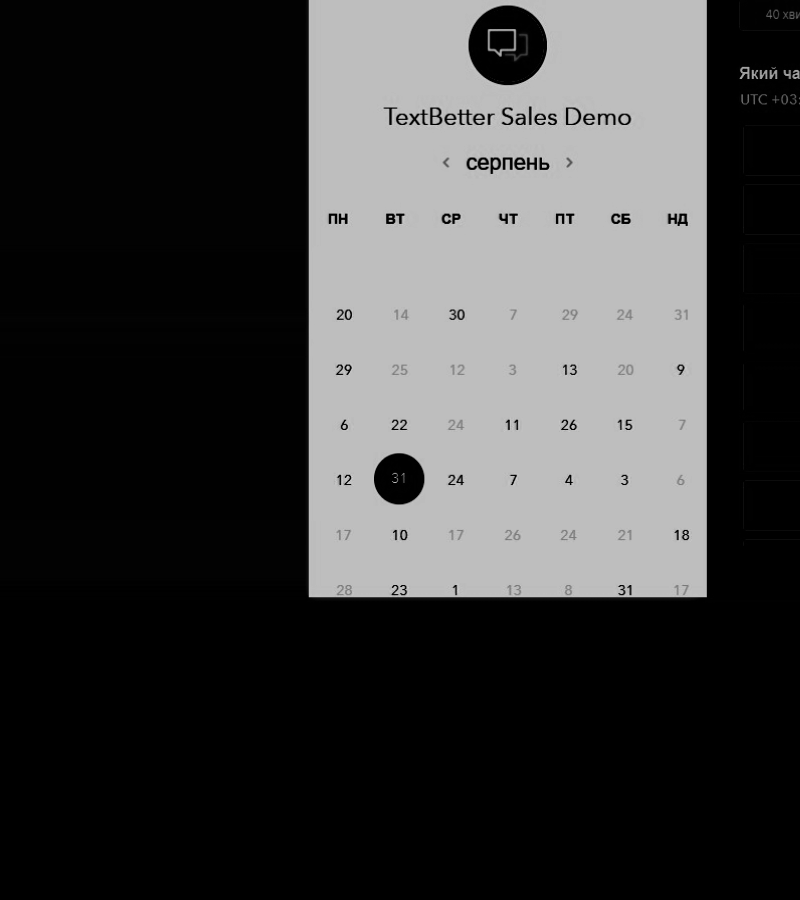 40 хви
Який ча
UTC +03:
TextBetter Sales Demo
серпень
ПН ВТ СР ЧТ ПТ СБ НД
20 14 30 7 29 24 31
29 25 12 3 13 20 9
6 22 24 11 26 15 7
12 31 24 7 4 3 6
17 10 17 26 24 21 18
28 23 1 13 8 31 17